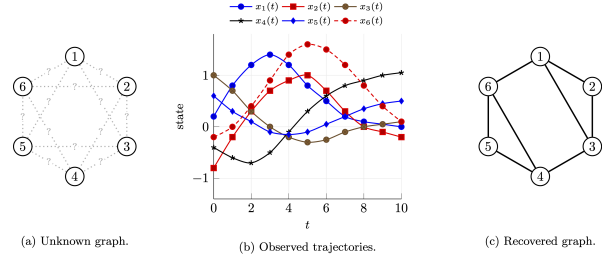 x₁(t) x₂(t) x₃(t)
x₄(t) x₅(t) x₆(t)
1
6 2
5 3
4
? ? ? ? ? ? ? ? ?
state
1
0
−1
0 2 4 6 8 10
t
1
6 2
5 3
4
(a) Unknown graph.
(b) Observed trajectories.
(c) Recovered graph.